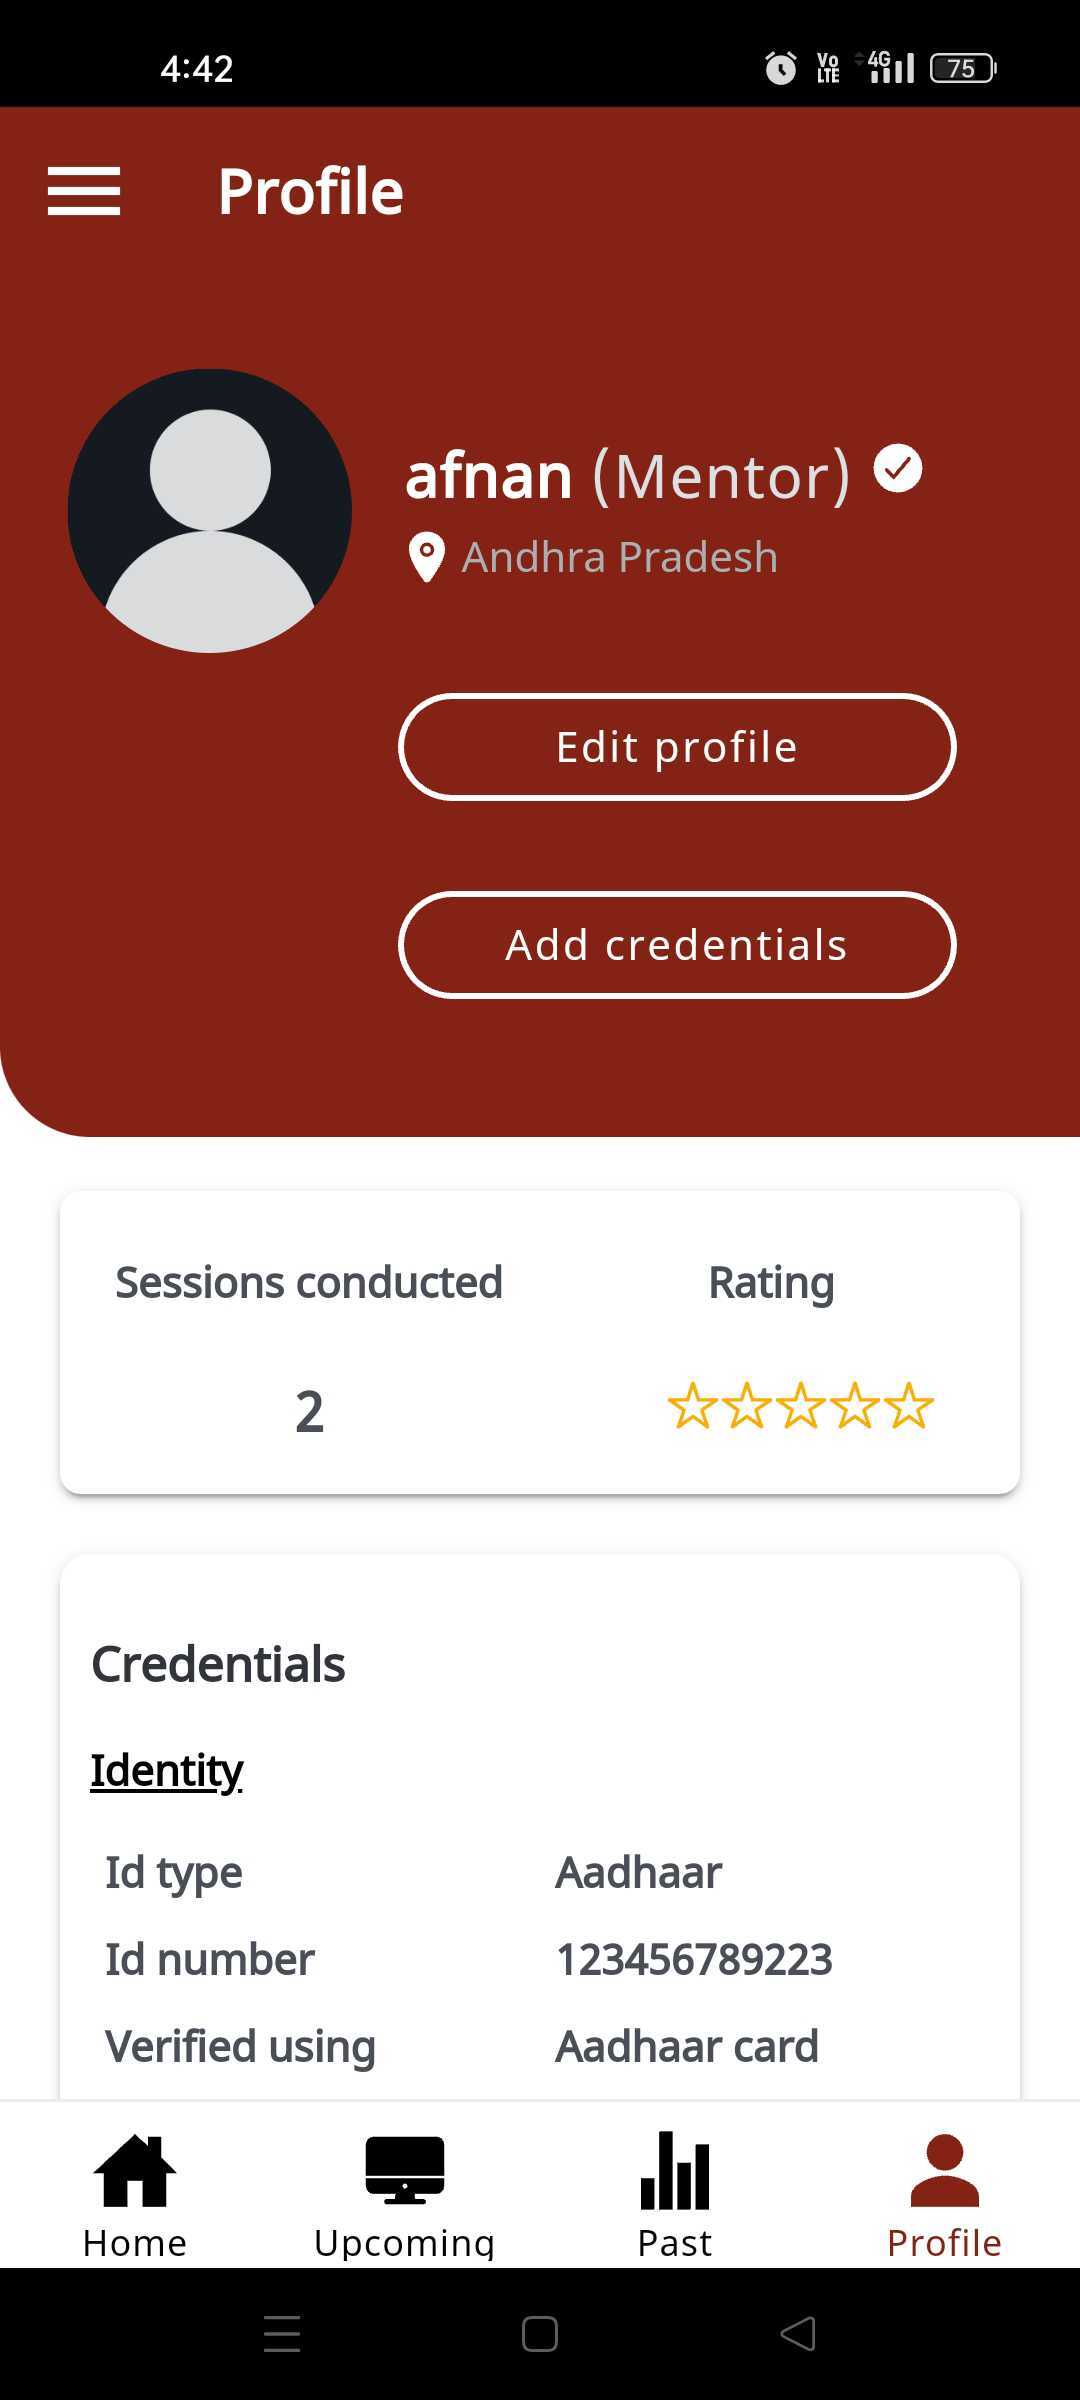 4:42
Vo LTE 4G 75
Profile
afnan (Mentor)
Andhra Pradesh
Edit profile
Add credentials
Sessions conducted Rating
2
Credentials
Identity
Id type Aadhaar
Id number 123456789223
Verified using Aadhaar card
Home Upcoming Past Profile